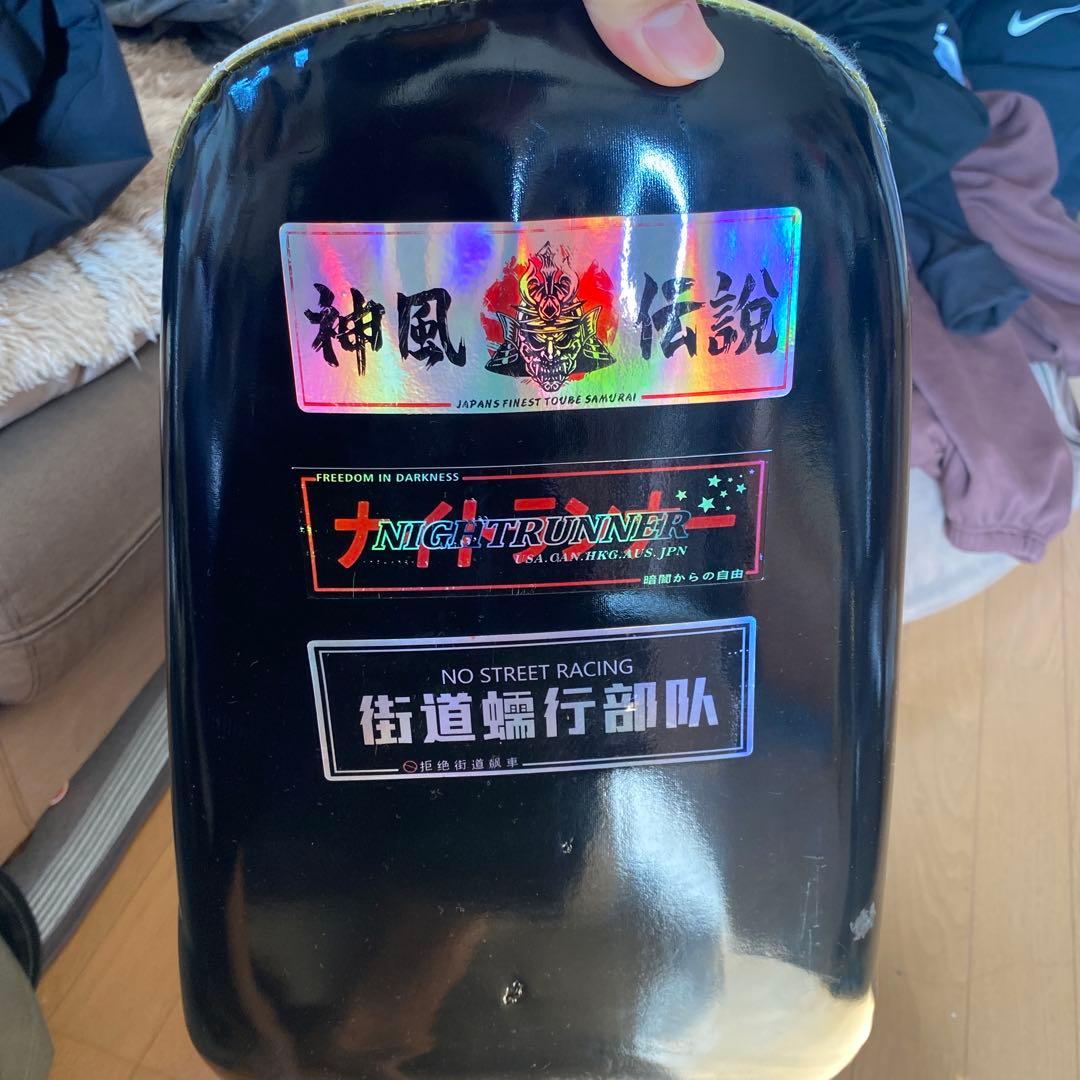 神風 伝説
JAPANS FINEST TOUBE SAMURAI
FREEDOM IN DARKNESS
ナイトランナー
NIGHTRUNNER
USA.CAN.HKG.AUS.JPN
暗闇からの自由
NO STREET RACING
街道蠕行部队
拒绝街道飙車